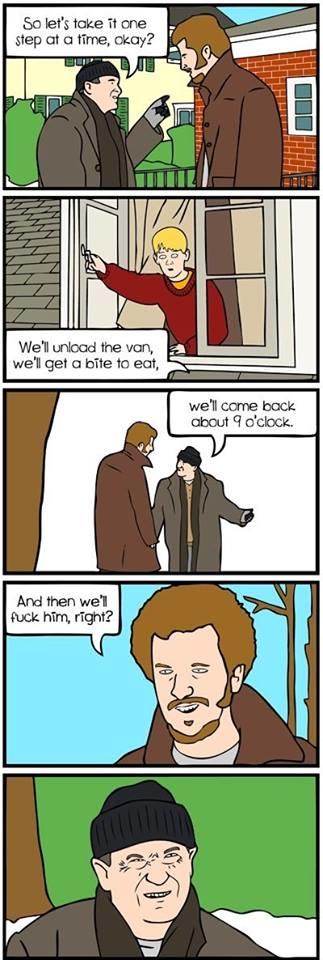 So let's take it one
step at a time, okay?
We'll unload the van,
we'll get a bite to eat,
we'll come back
about 9 o'clock.
And then we'll
fuck him, right?